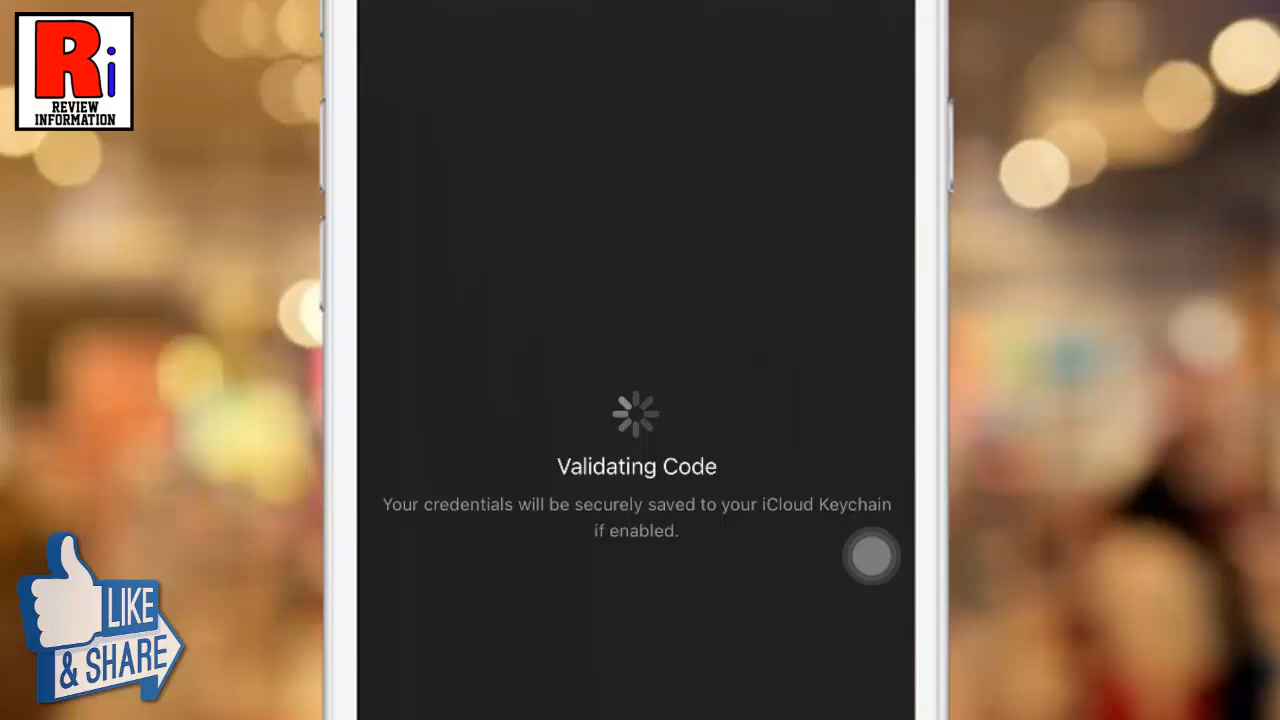 Ri
REVIEW
INFORMATION
Validating Code
Your credentials will be securely saved to your iCloud Keychain
if enabled.
LIKE
& SHARE